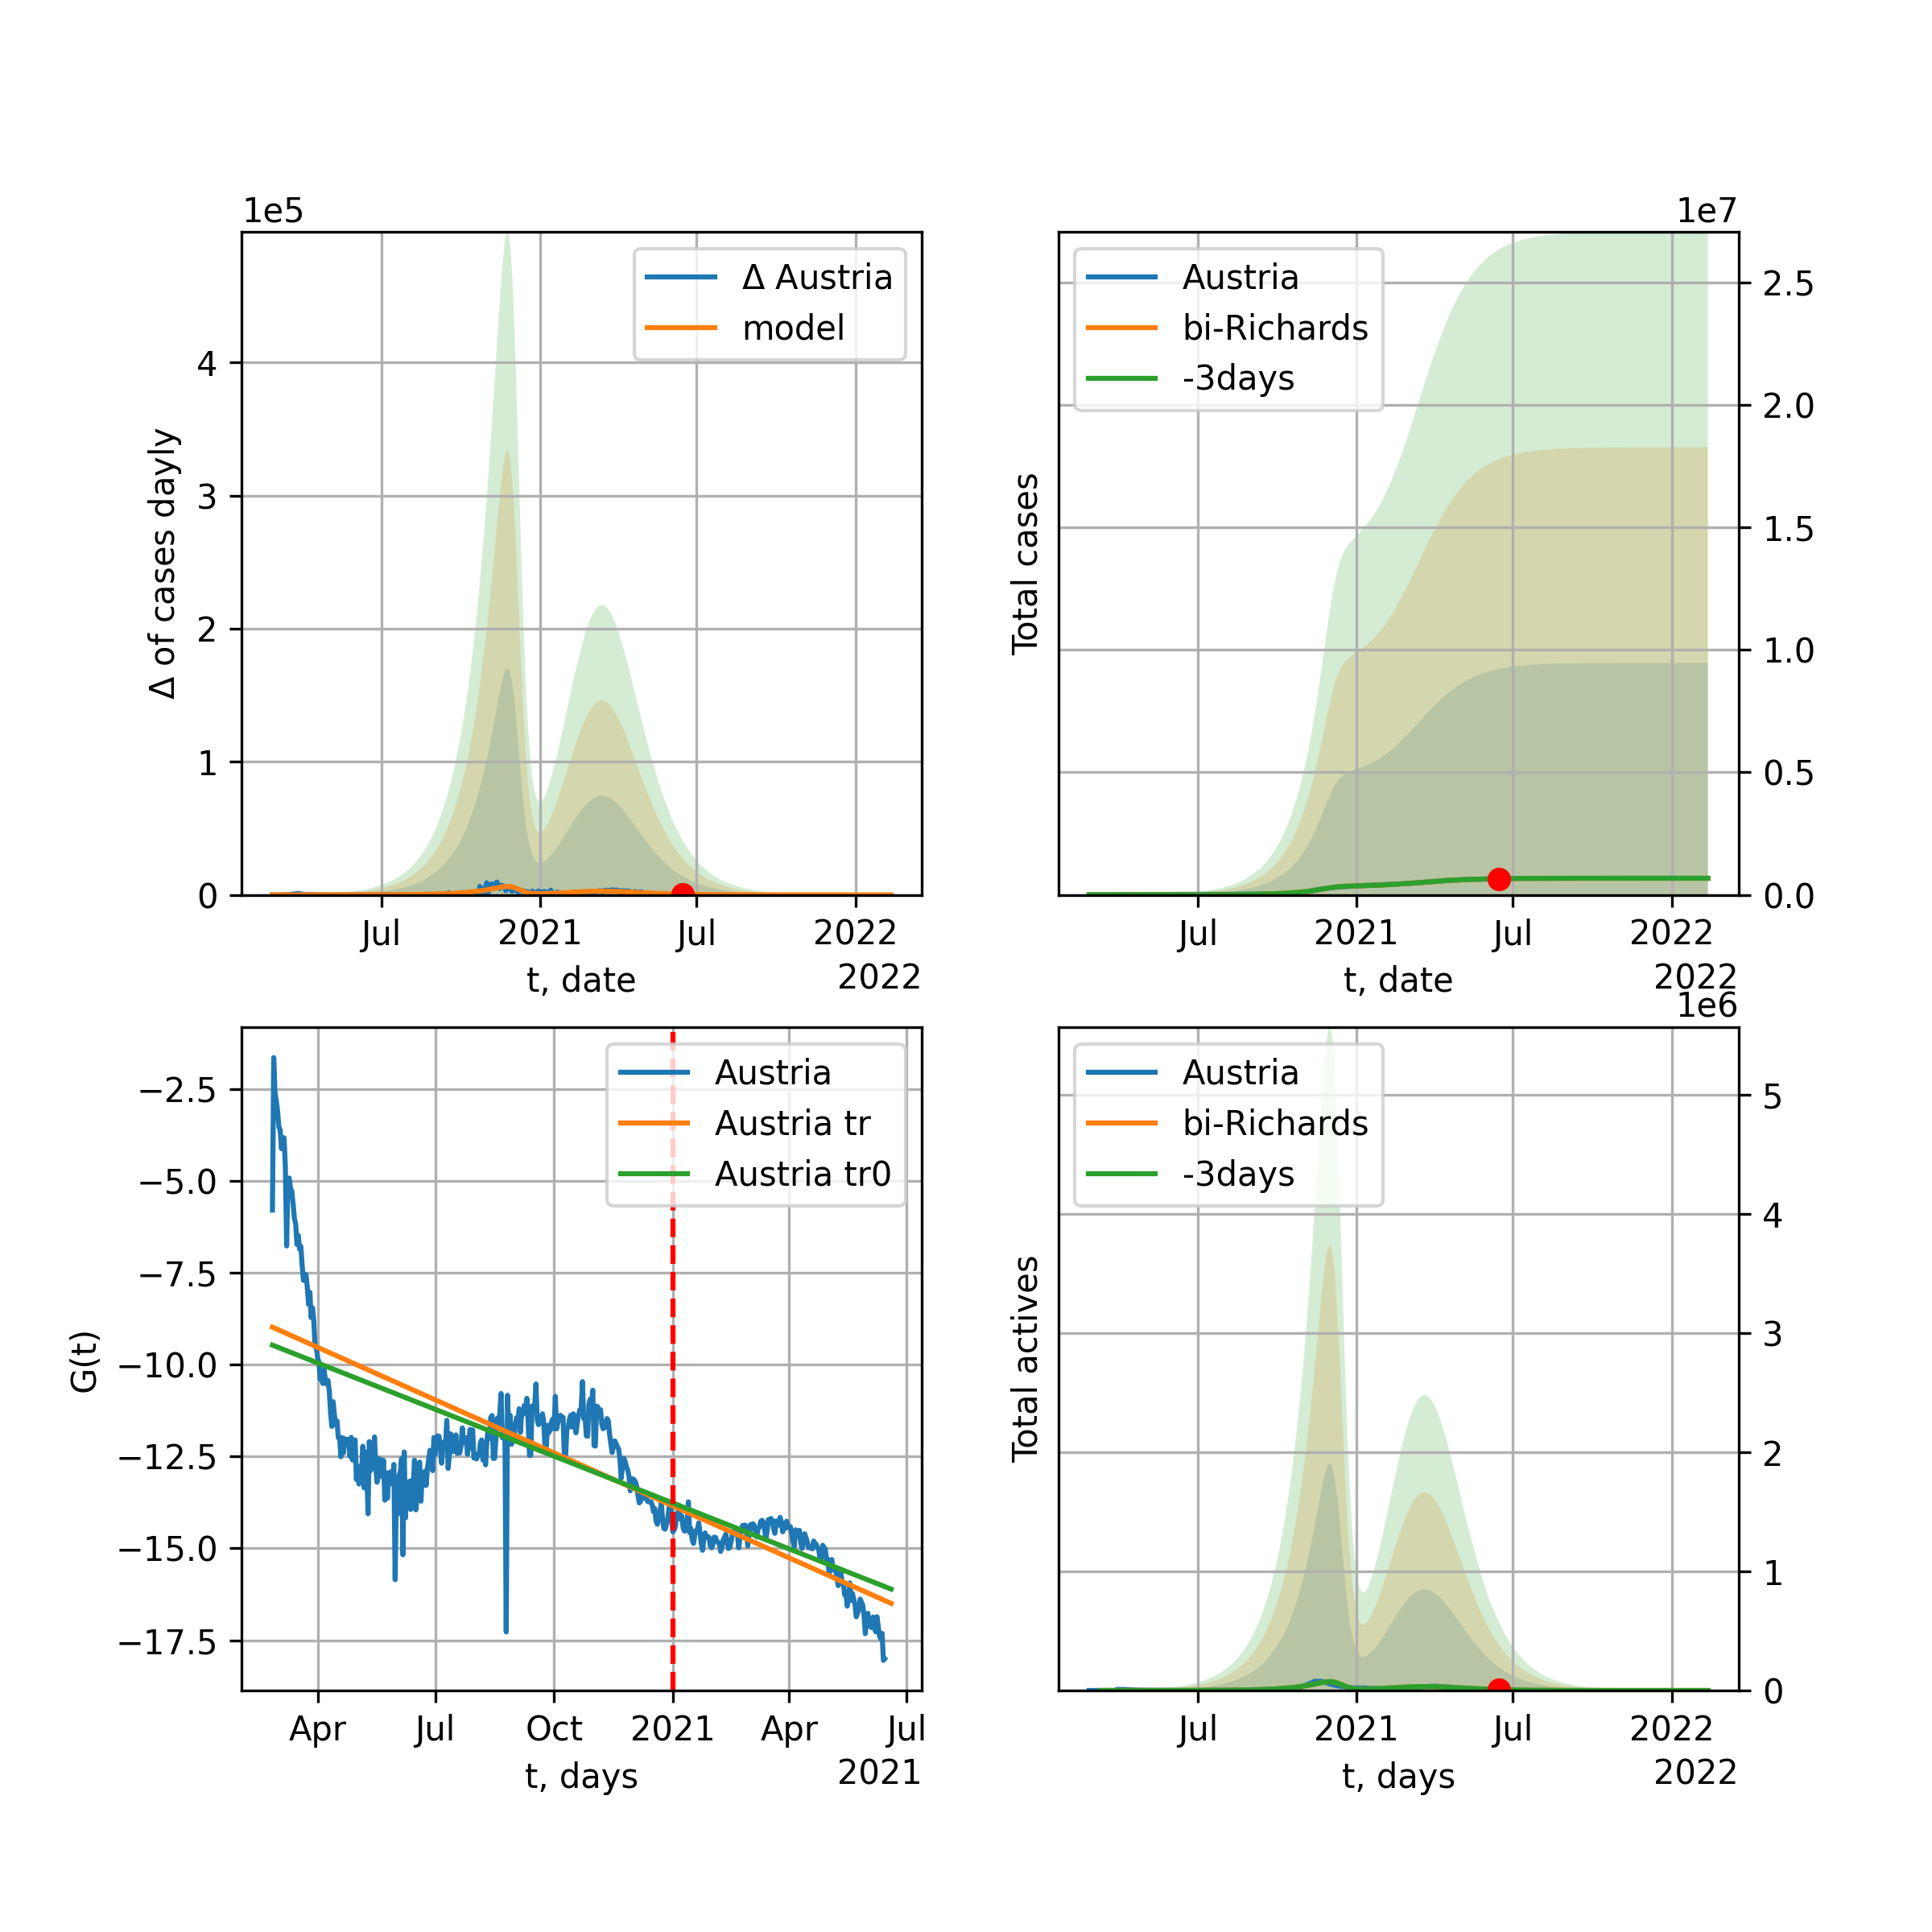 1e5
Δ Austria
model
4
3
2
1
0
Δ of cases dayly
Jul
2021
Jul
2022
t, date
2022
1e7
Austria
bi-Richards
-3days
2.5
2.0
1.5
1.0
0.5
0.0
Total cases
Jul
2021
Jul
2022
t, date
2022
Austria
Austria tr
Austria tr0
−2.5
−5.0
−7.5
−10.0
−12.5
−15.0
−17.5
G(t)
Apr
Jul
Oct
2021
Apr
Jul
t, days
2021
1e6
Austria
bi-Richards
-3days
5
4
3
2
1
0
Total actives
Jul
2021
Jul
2022
t, days
2022